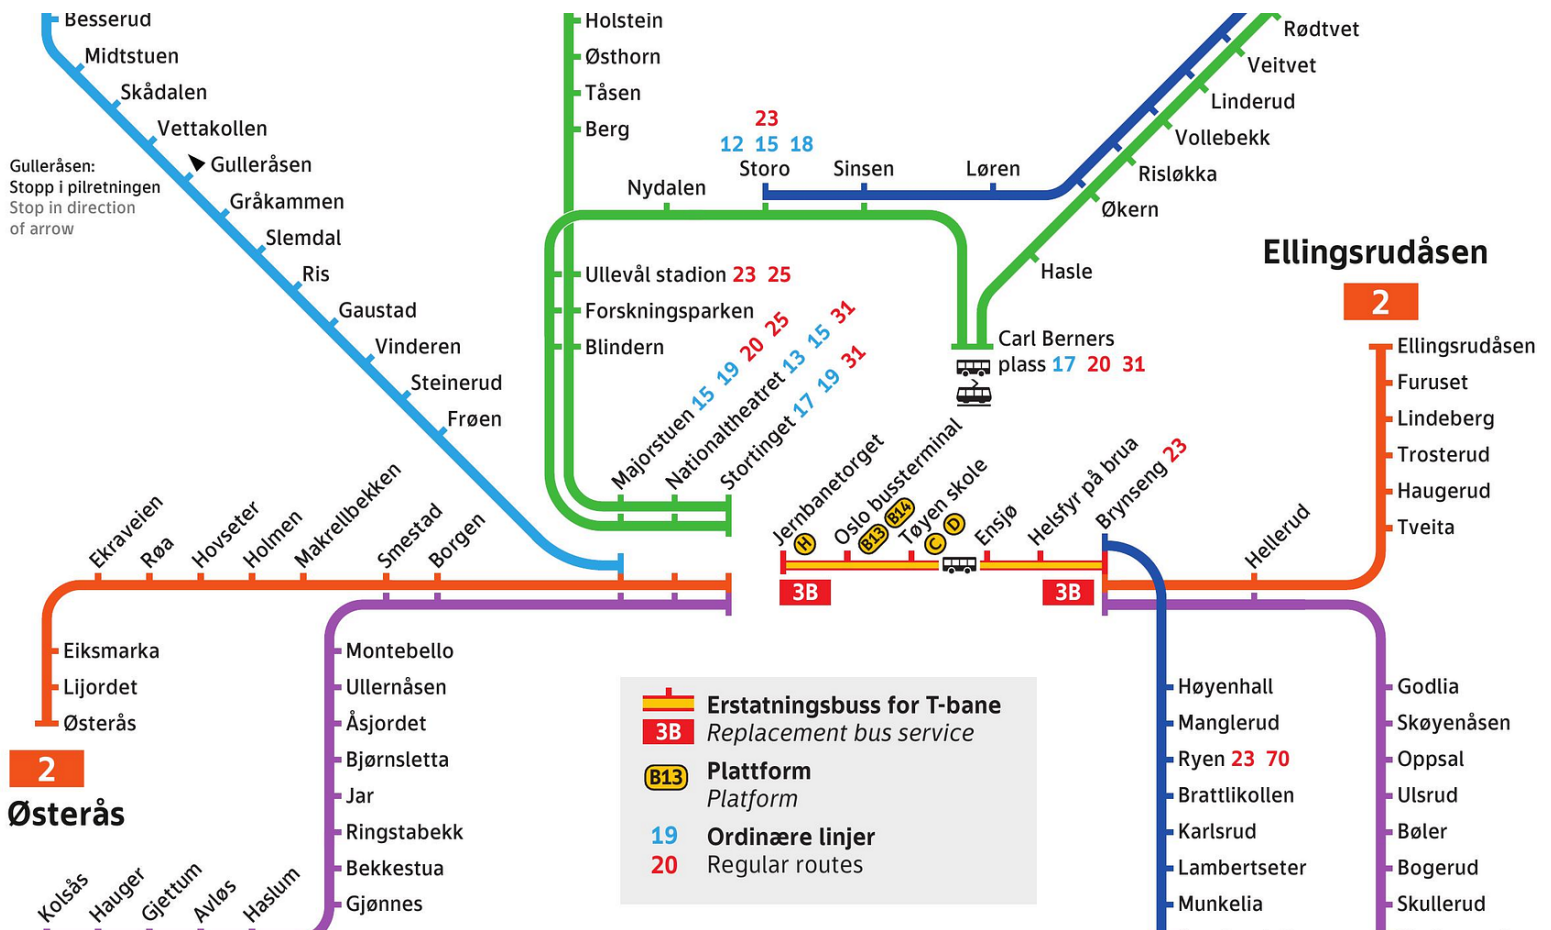 Besserud
Midtstuen
Skådalen
Vettakollen
Gulleråsen:
Stopp i pilretningen
Stop in direction
of arrow
Gulleråsen
Gråkammen
Slemdal
Ris
Gaustad
Vinderen
Steinerud
Frøen
Holstein
Østhorn
Tåsen
Berg
23
12 15 18
Storo
Sinsen
Løren
Nydalen
Rødtvet
Veitvet
Linderud
Vollebekk
Risløkka
Økern
Hasle
Ullevål stadion 23 25
Forskningsparken
Blindern
Carl Berners
plass 17 20 31
Ellingsrudåsen
2
Ellingsrudåsen
Furuset
Lindeberg
Trosterud
Haugerud
Tveita
Majorstuen 15 19 20 25
Nationaltheatret 13 15 31
Stortinget 17 19 31
Jernbanetorget
H
Oslo bussterminal
B13 B14
Tøyen skole
C D
Ensjø
Helsfyr på brua
Brynseng 23
Hellerud
3B
3B
Ekraveien
Røa
Hovseter
Holmen
Makrellbekken
Smestad
Borgen
Eiksmarka
Lijordet
Østerås
2
Østerås
Montebello
Ullernåsen
Åsjordet
Bjørnsletta
Jar
Ringstabekk
Bekkestua
Gjønnes
Kolsås
Hauger
Gjettum
Avløs
Haslum
Erstatningsbuss for T-bane
3B Replacement bus service
B13 Plattform
Platform
19 Ordinære linjer
20 Regular routes
Høyenhall
Manglerud
Ryen 23 70
Brattlikollen
Karlsrud
Lambertseter
Munkelia
Godlia
Skøyenåsen
Oppsal
Ulsrud
Bøler
Bogerud
Skullerud